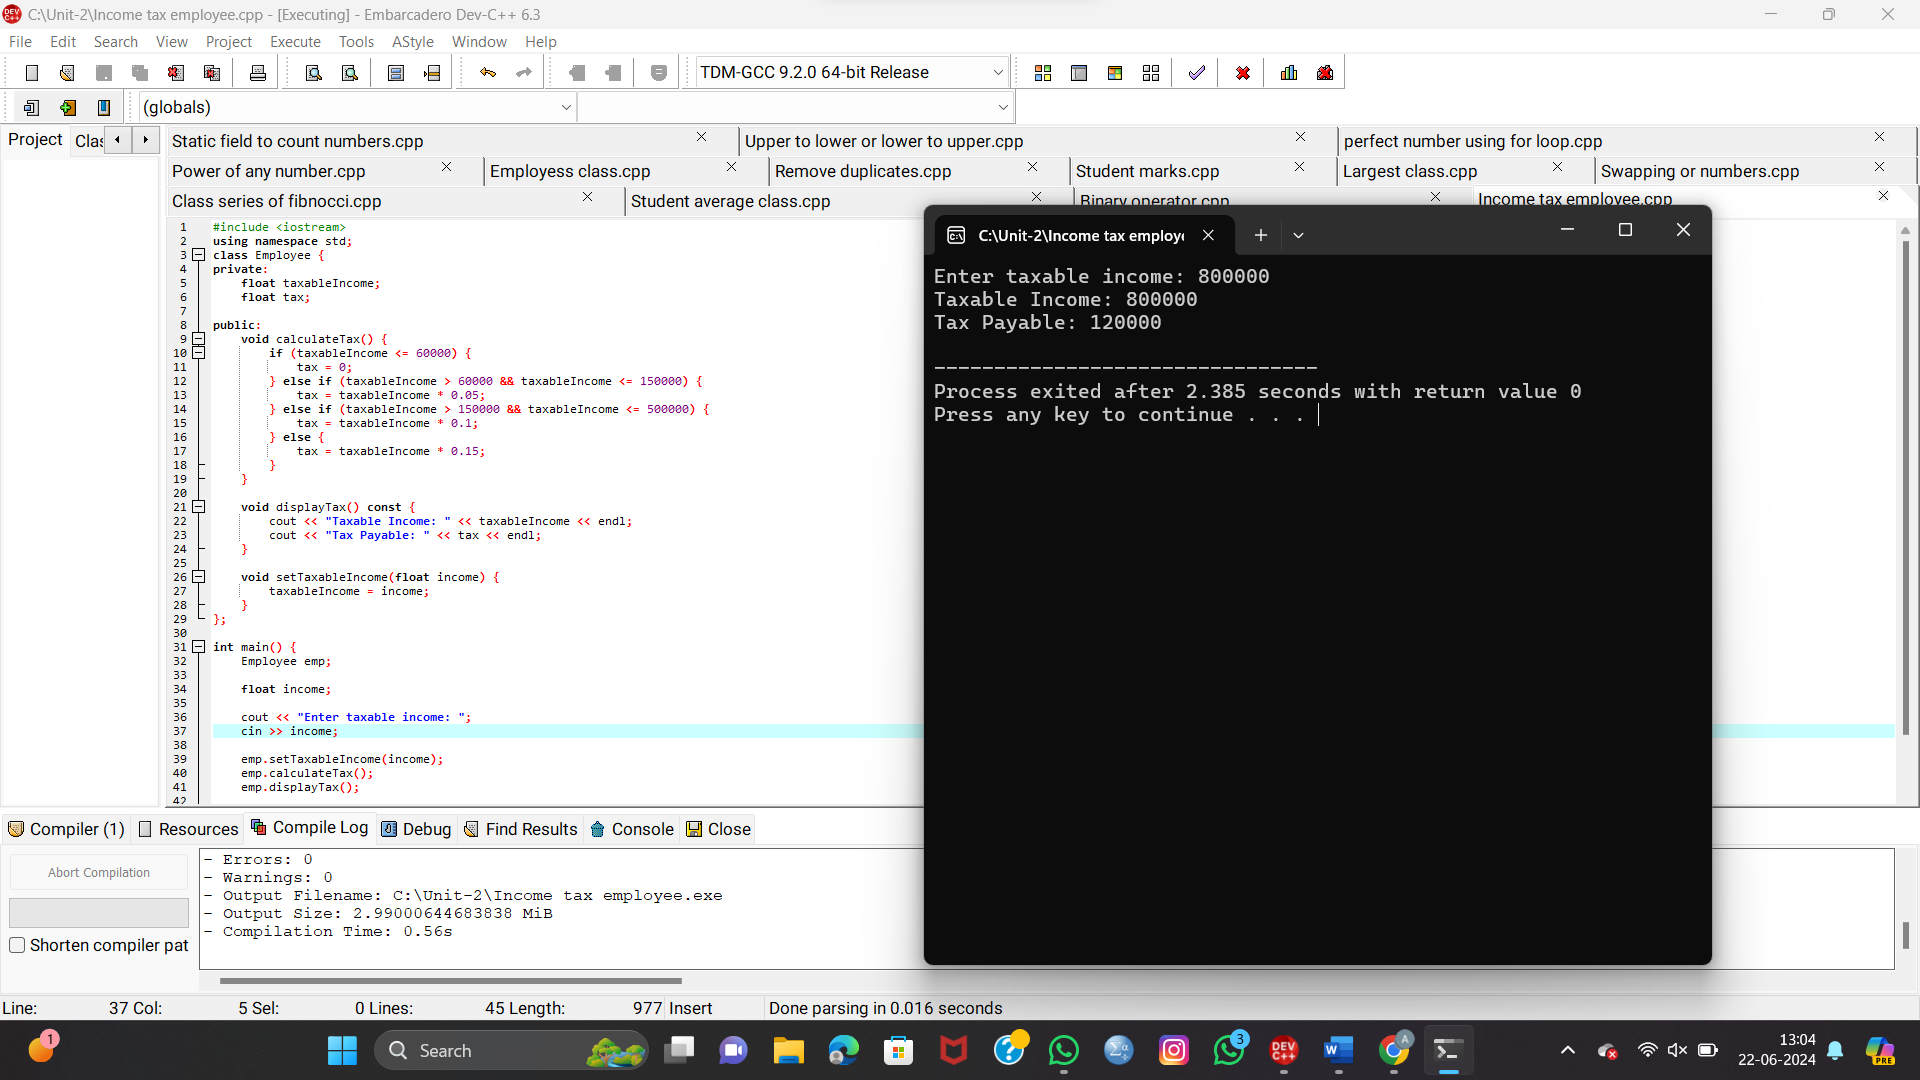 C:\Unit-2\Income tax employee.cpp - [Executing] - Embarcadero Dev-C++ 6.3
File Edit Search View Project Execute Tools AStyle Window Help
TDM-GCC 9.2.0 64-bit Release
(globals)
Project Clas
Static field to count numbers.cpp Upper to lower or lower to upper.cpp perfect number using for loop.cpp
Power of any number.cpp Employess class.cpp Remove duplicates.cpp Student marks.cpp Largest class.cpp Swapping or numbers.cpp
Class series of fibnocci.cpp Student average class.cpp Binary operator.cpp Income tax employee.cpp
1 #include <iostream>
2 using namespace std;
3 class Employee {
4 private:
5 float taxableIncome;
6 float tax;
7
8 public:
9 void calculateTax() {
10 if (taxableIncome <= 60000) {
11 tax = 0;
12 } else if (taxableIncome > 60000 && taxableIncome <= 150000) {
13 tax = taxableIncome * 0.05;
14 } else if (taxableIncome > 150000 && taxableIncome <= 500000) {
15 tax = taxableIncome * 0.1;
16 } else {
17 tax = taxableIncome * 0.15;
18 }
19 }
20
21 void displayTax() const {
22 cout << "Taxable Income: " << taxableIncome << endl;
23 cout << "Tax Payable: " << tax << endl;
24 }
25
26 void setTaxableIncome(float income) {
27 taxableIncome = income;
28 }
29 };
30
31 int main() {
32 Employee emp;
33
34 float income;
35
36 cout << "Enter taxable income: ";
37 cin >> income;
38
39 emp.setTaxableIncome(income);
40 emp.calculateTax();
41 emp.displayTax();
42
C:\Unit-2\Income tax employe
Enter taxable income: 800000
Taxable Income: 800000
Tax Payable: 120000
--------------------------------
Process exited after 2.385 seconds with return value 0
Press any key to continue . . .
Compiler (1) Resources Compile Log Debug Find Results Console Close
Abort Compilation
Shorten compiler pat
- Errors: 0
- Warnings: 0
- Output Filename: C:\Unit-2\Income tax employee.exe
- Output Size: 2.99000644683838 MiB
- Compilation Time: 0.56s
Line: 37 Col: 5 Sel: 0 Lines: 45 Length: 977 Insert Done parsing in 0.016 seconds
1
Search
3
DEV C++
A
PRE
13:04
22-06-2024